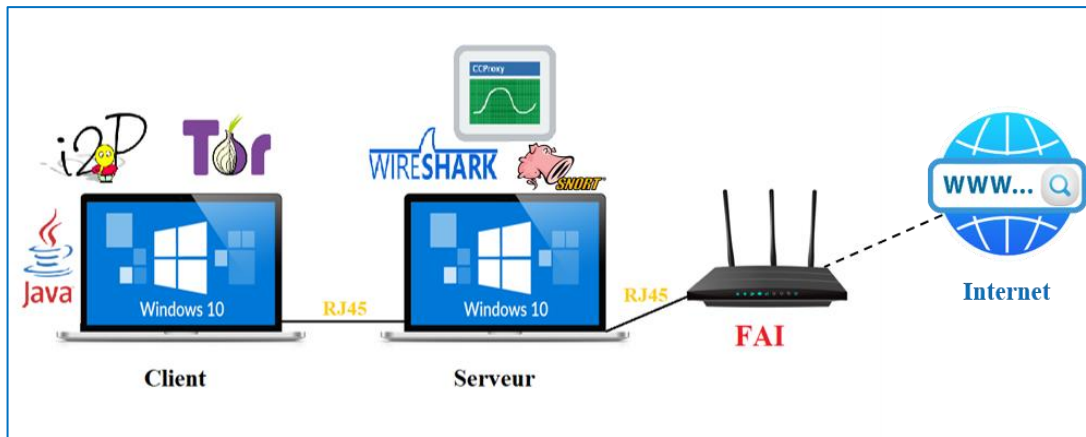 CCProxy
i2P
Tor
WIRESHARK
SNORT
Java
Windows 10
Windows 10
WWW...
RJ45
RJ45
FAI
Internet
Client
Serveur